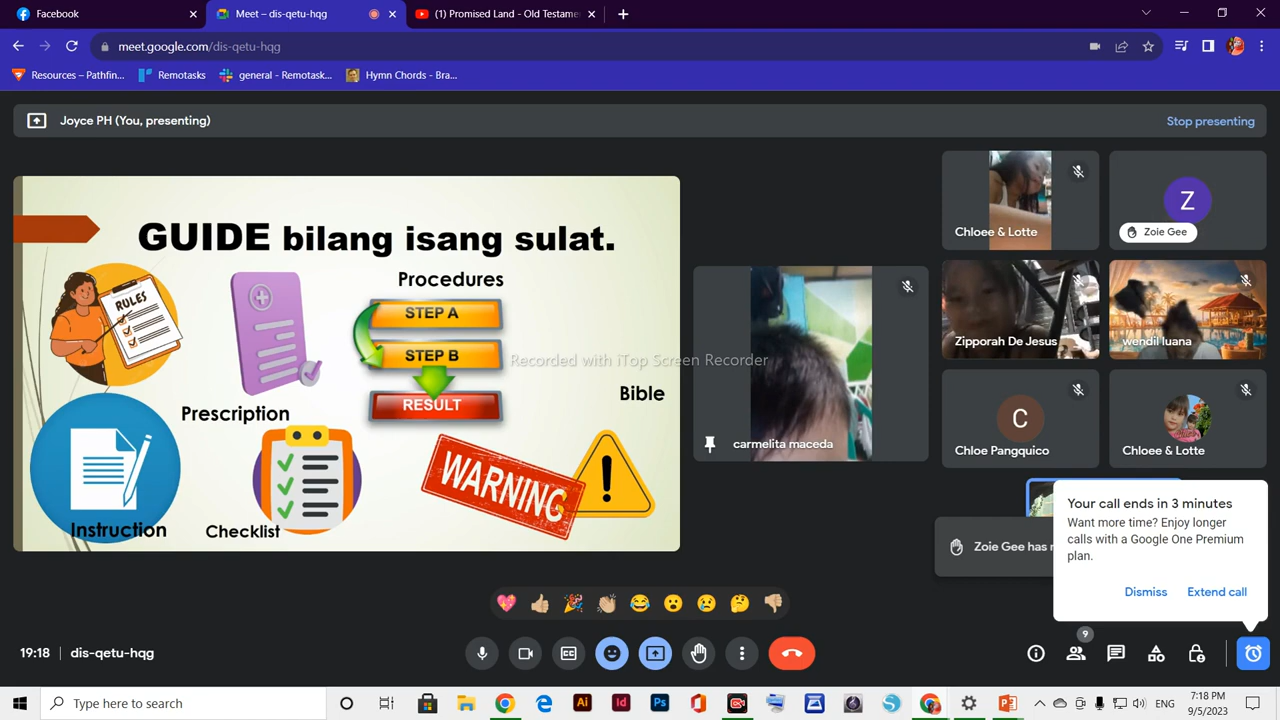 Facebook
Meet – dis-qetu-hqg
(1) Promised Land - Old Testame
meet.google.com/dis-qetu-hqg
Resources – Pathfin...
Remotasks
general - Remotask...
Hymn Chords - Bra...
Joyce PH (You, presenting)
Stop presenting
GUIDE bilang isang sulat.
RULES
Prescription
Procedures
STEP A
STEP B
RESULT
Bible
Instruction
Checklist
WARNING
!
Recorded with iTop Screen Recorder
carmelita maceda
Chloee & Lotte
Z
Zoie Gee
Zipporah De Jesus
wendil luana
C
Chloe Pangquico
Chloee & Lotte
Zoie Gee has r
Your call ends in 3 minutes
Want more time? Enjoy longer
calls with a Google One Premium
plan.
Dismiss
Extend call
19:18 | dis-qetu-hqg
9
Type here to search
Ai
Id
Ps
ENG
7:18 PM
9/5/2023